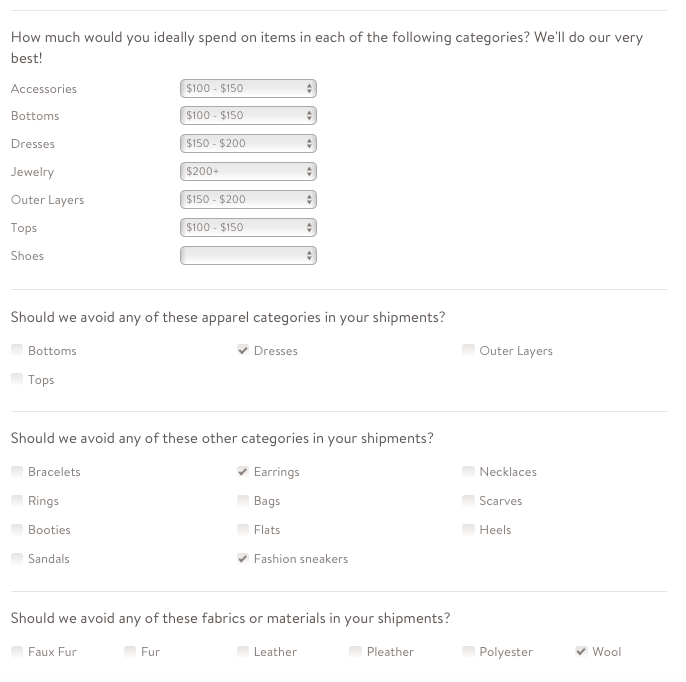 How much would you ideally spend on items in each of the following categories? We'll do our very
best!
Accessories $100 - $150
Bottoms $100 - $150
Dresses $150 - $200
Jewelry $200+
Outer Layers $150 - $200
Tops $100 - $150
Shoes
Should we avoid any of these apparel categories in your shipments?
Bottoms Dresses Outer Layers
Tops
Should we avoid any of these other categories in your shipments?
Bracelets Earrings Necklaces
Rings Bags Scarves
Booties Flats Heels
Sandals Fashion sneakers
Should we avoid any of these fabrics or materials in your shipments?
Faux Fur Fur Leather Pleather Polyester Wool